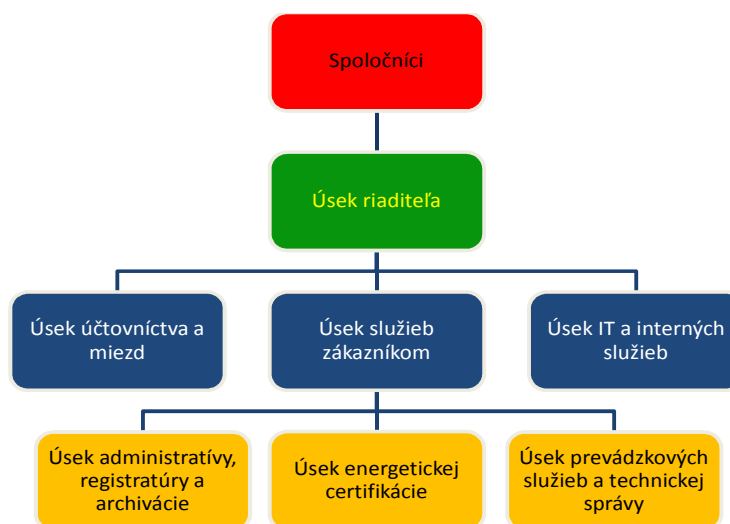 Spoločníci
Úsek riaditeľa
Úsek účtovníctva a
miezd
Úsek služieb
zákazníkom
Úsek IT a interných
služieb
Úsek administratívy,
registratúry a
archivácie
Úsek energetickej
certifikácie
Úsek prevádzkových
služieb a technickej
správy